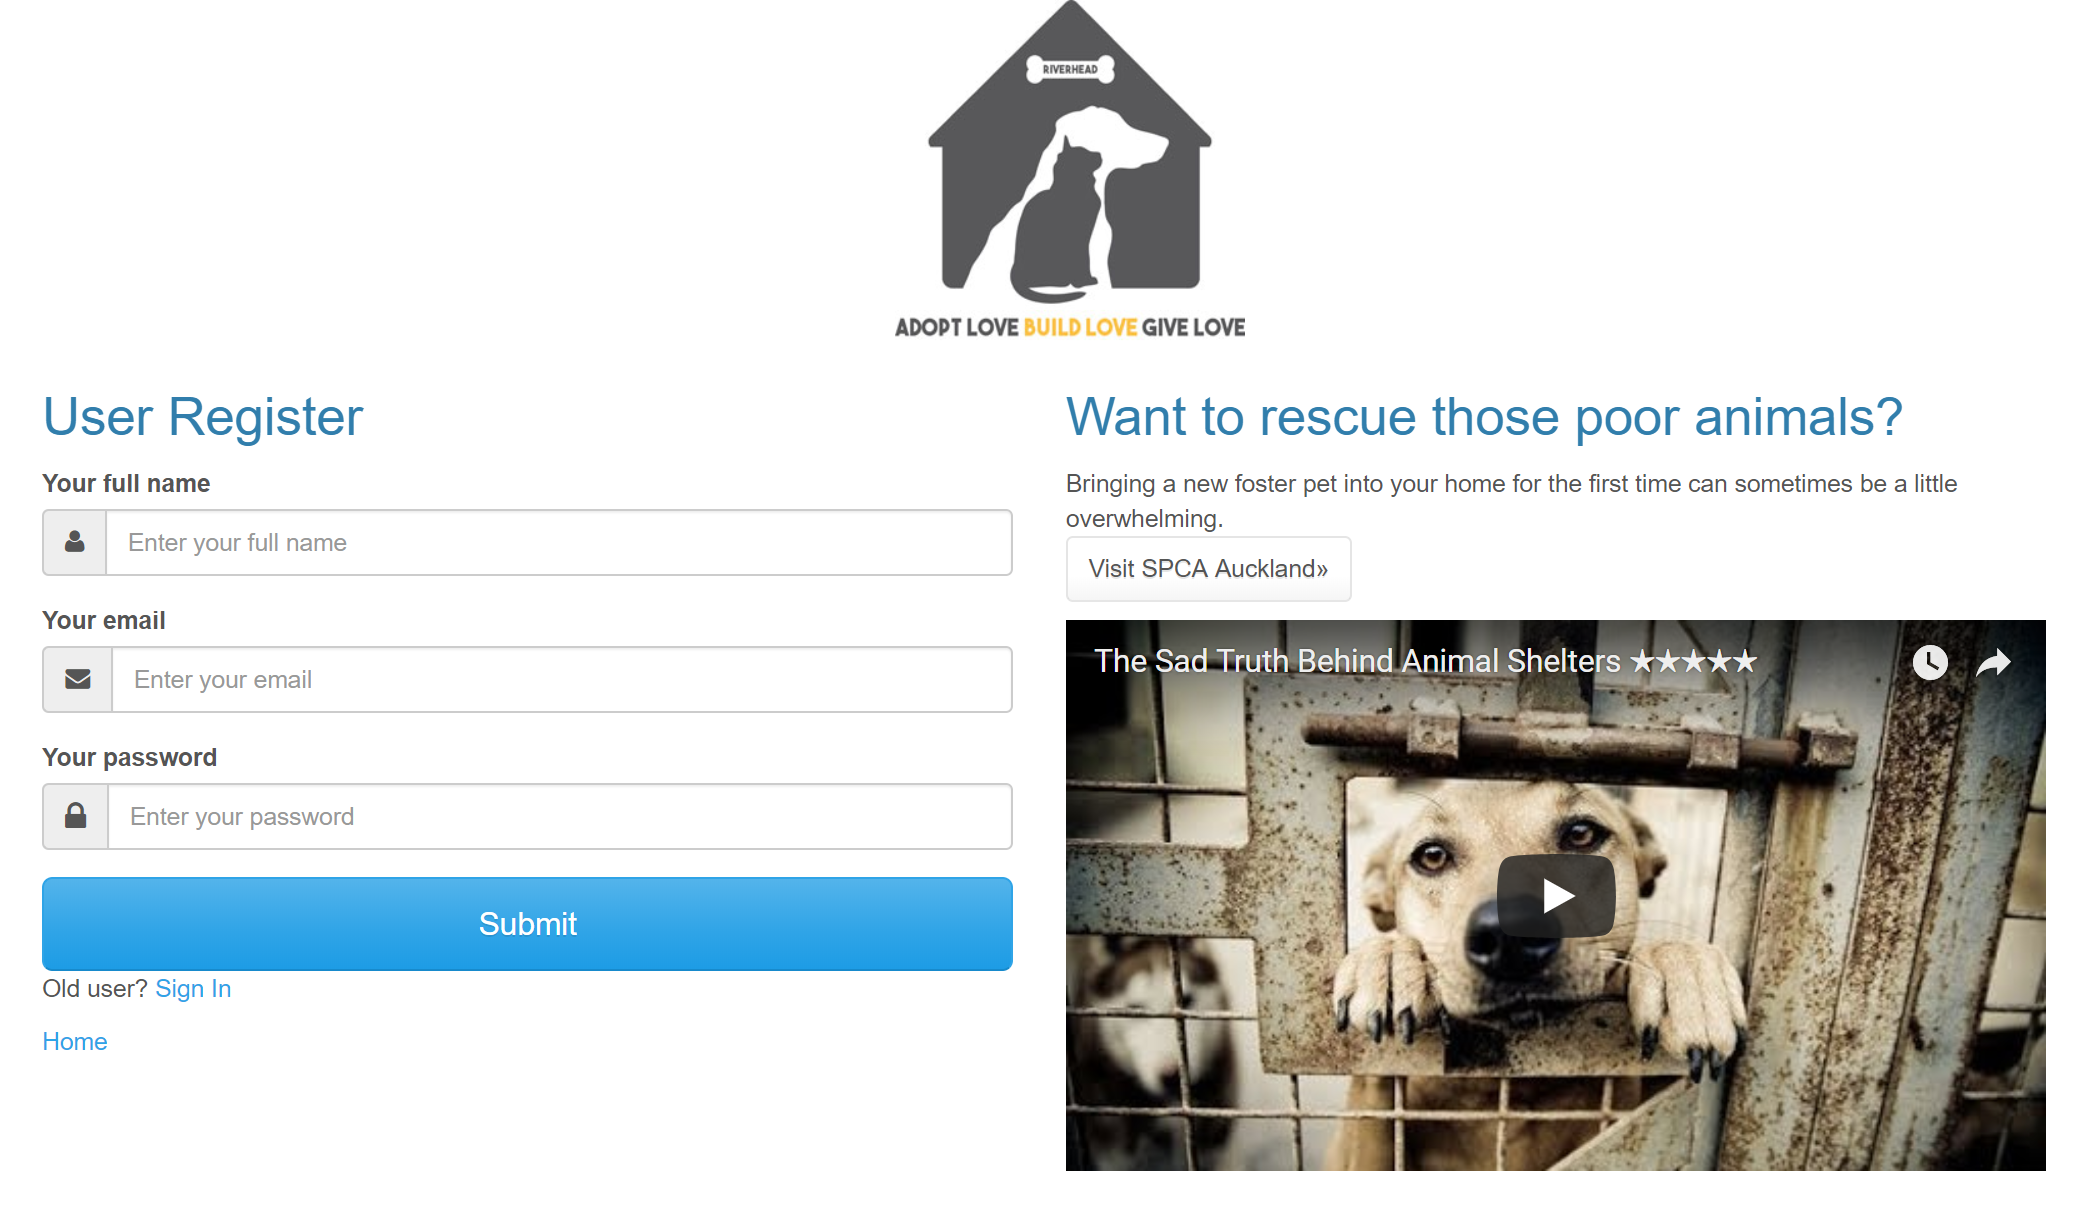 RIVERHEAD
ADOPT LOVE BUILD LOVE GIVE LOVE
User Register
Your full name
Enter your full name
Your email
Enter your email
Your password
Enter your password
Submit
Old user? Sign In
Home
Want to rescue those poor animals?
Bringing a new foster pet into your home for the first time can sometimes be a little
overwhelming.
Visit SPCA Auckland»
The Sad Truth Behind Animal Shelters ★★★★★